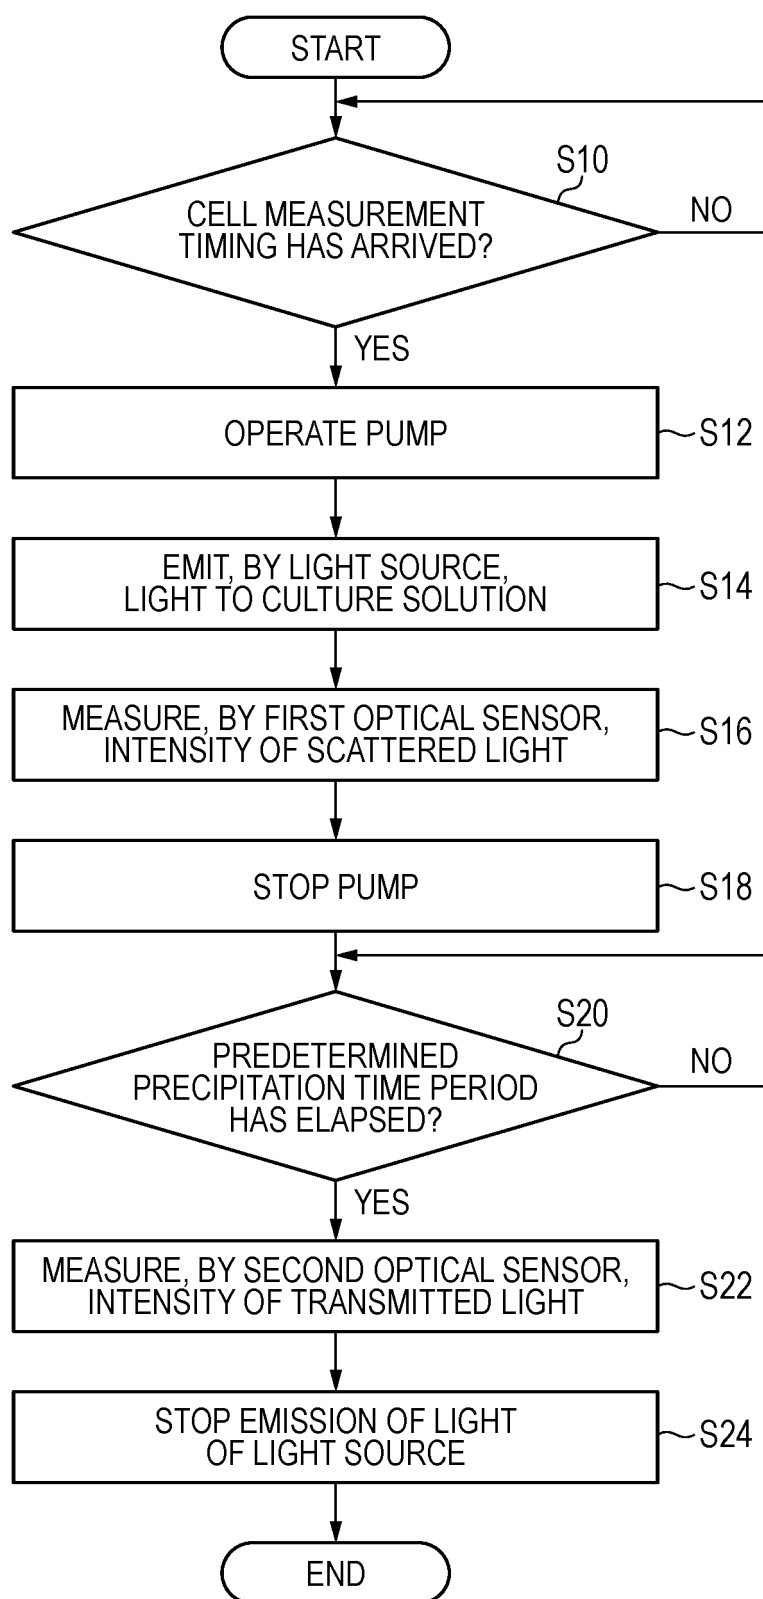 START
S10
CELL MEASUREMENT
TIMING HAS ARRIVED?
NO
YES
OPERATE PUMP
S12
EMIT, BY LIGHT SOURCE,
LIGHT TO CULTURE SOLUTION
S14
MEASURE, BY FIRST OPTICAL SENSOR,
INTENSITY OF SCATTERED LIGHT
S16
STOP PUMP
S18
S20
PREDETERMINED
PRECIPITATION TIME PERIOD
HAS ELAPSED?
NO
YES
MEASURE, BY SECOND OPTICAL SENSOR,
INTENSITY OF TRANSMITTED LIGHT
S22
STOP EMISSION OF LIGHT
OF LIGHT SOURCE
S24
END